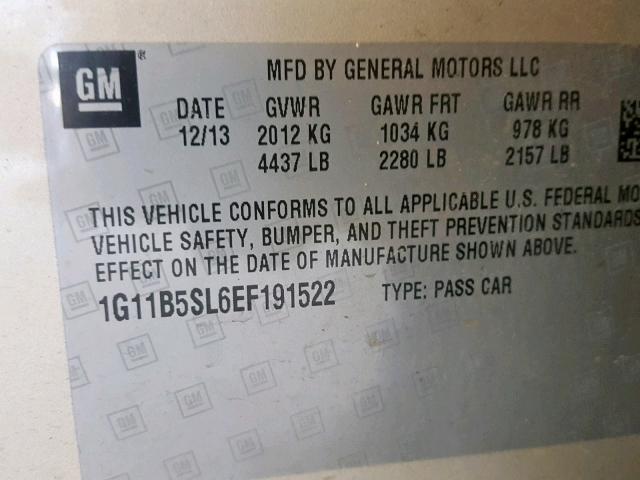 GM ®
MFD BY GENERAL MOTORS LLC
DATE GVWR GAWR FRT GAWR RR
12/13 2012 KG 1034 KG 978 KG
4437 LB 2280 LB 2157 LB
THIS VEHICLE CONFORMS TO ALL APPLICABLE U.S. FEDERAL MO
VEHICLE SAFETY, BUMPER, AND THEFT PREVENTION STANDARDS
EFFECT ON THE DATE OF MANUFACTURE SHOWN ABOVE.
1G11B5SL6EF191522 TYPE: PASS CAR